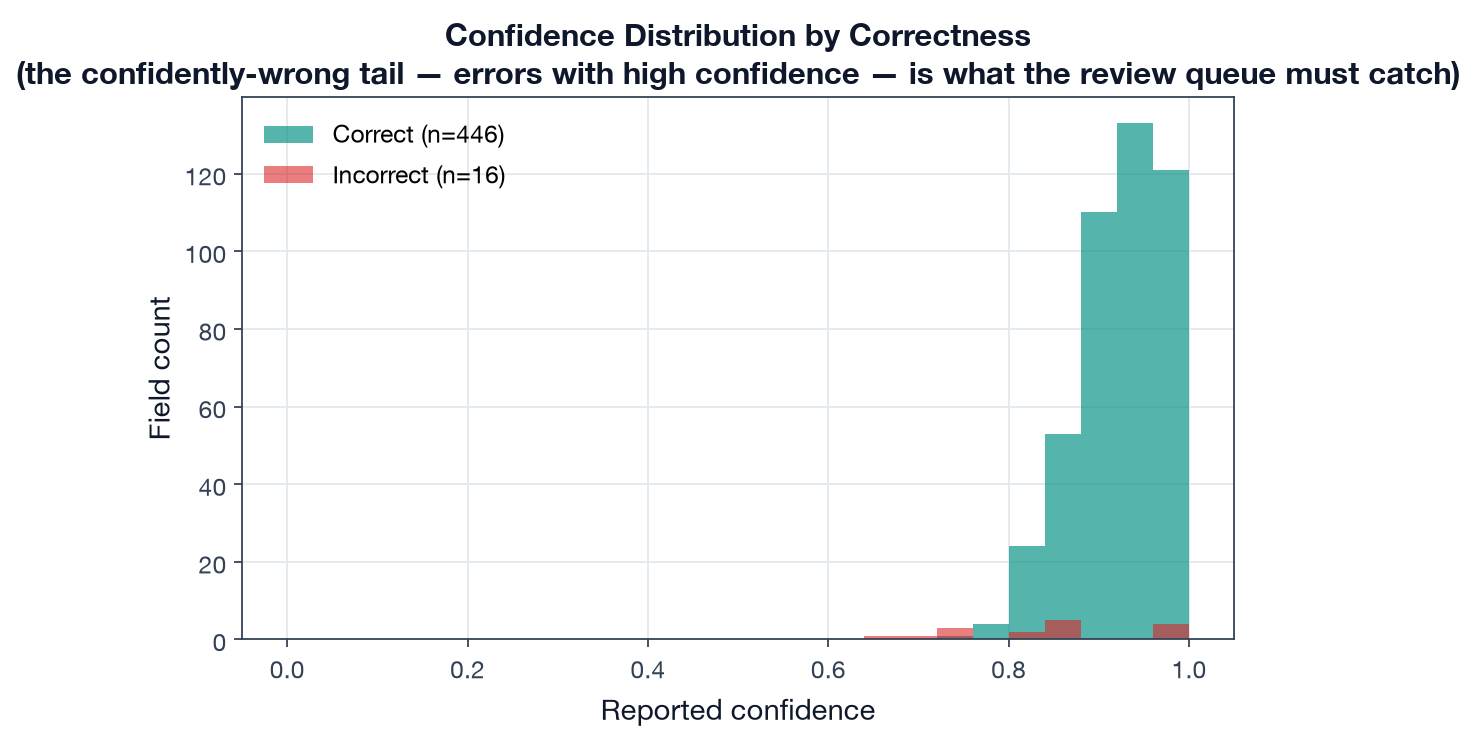 Confidence Distribution by Correctness
(the confidently-wrong tail — errors with high confidence — is what the review queue must catch)
Correct (n=446)
Incorrect (n=16)
120
100
80
60
40
20
0
Field count
0.0 0.2 0.4 0.6 0.8 1.0
Reported confidence